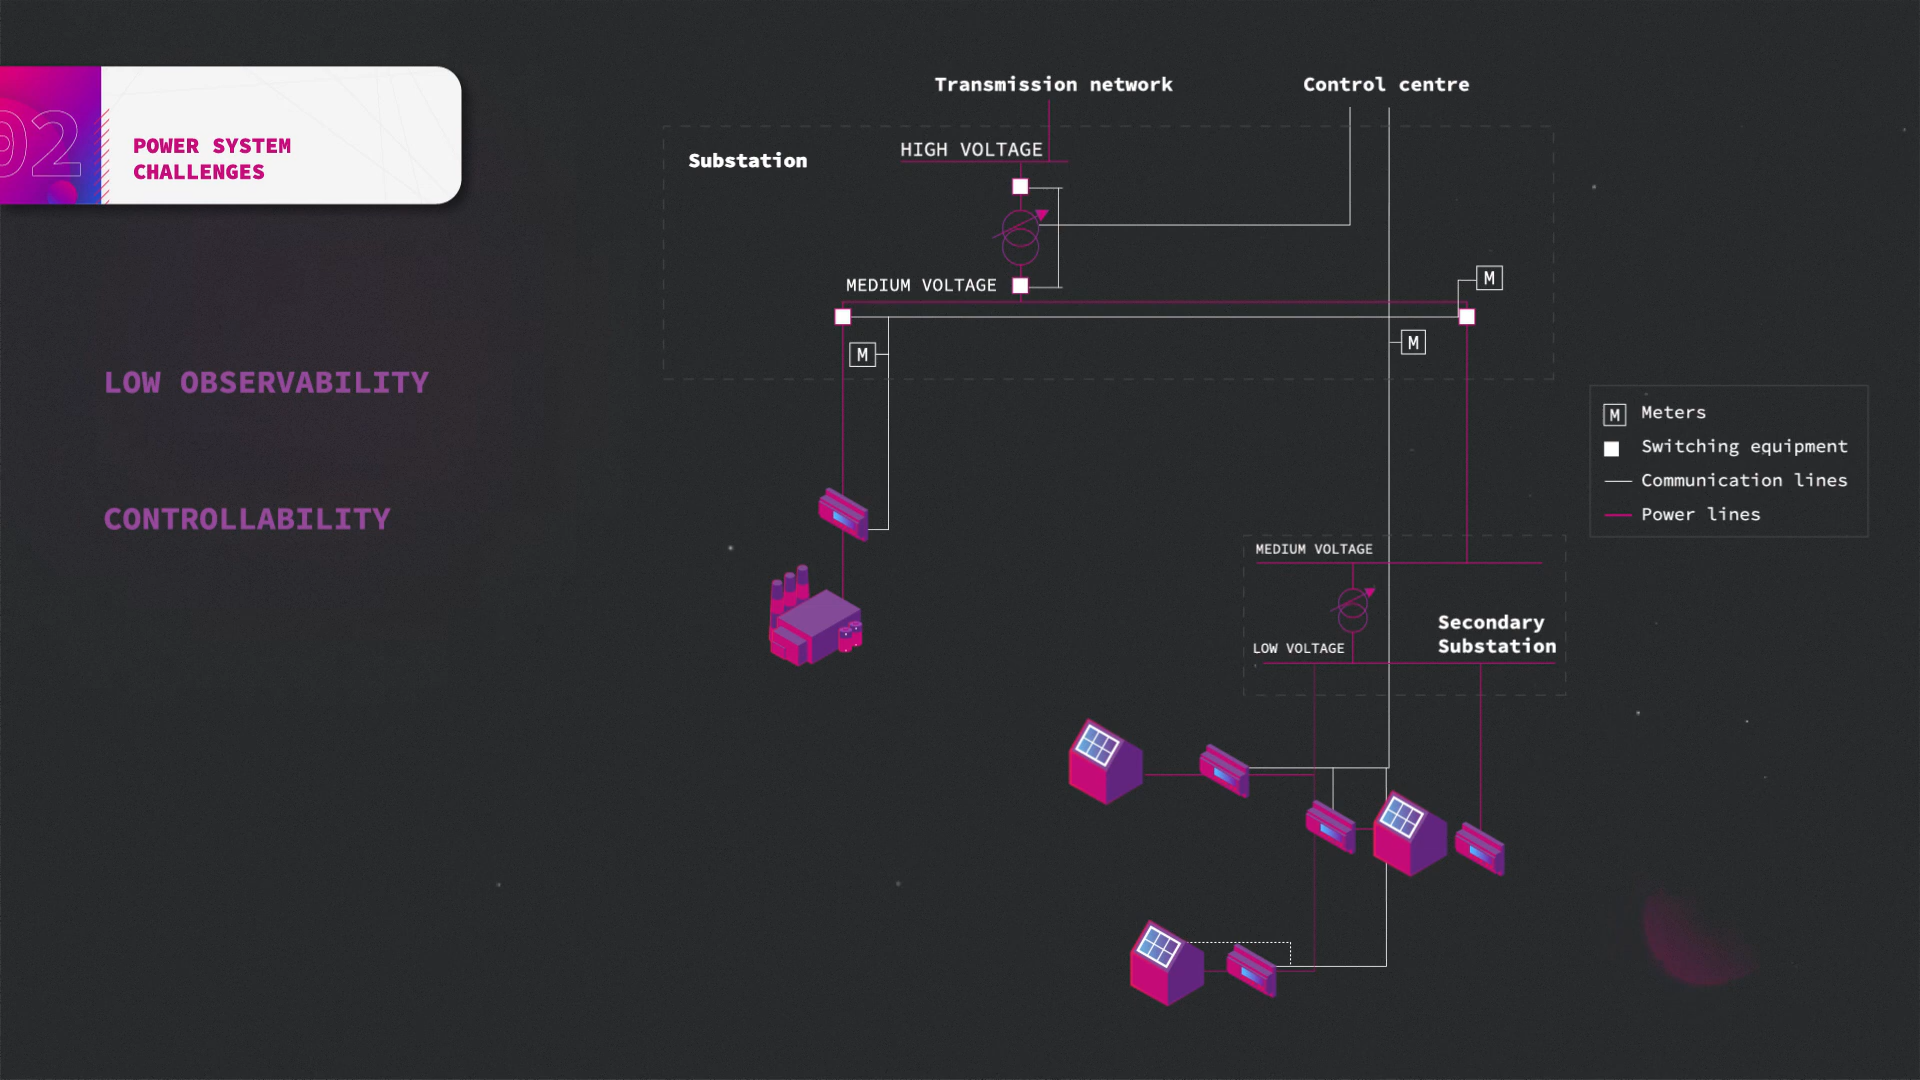 02
POWER SYSTEM
CHALLENGES
LOW OBSERVABILITY
CONTROLLABILITY
Transmission network
Control centre
Substation
HIGH VOLTAGE
MEDIUM VOLTAGE
M
M
M
M Meters
Switching equipment
Communication lines
Power lines
MEDIUM VOLTAGE
Secondary
Substation
LOW VOLTAGE